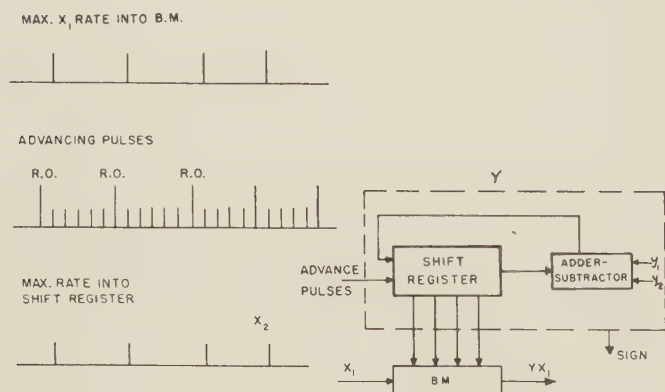 MAX. X1 RATE INTO B.M.
ADVANCING PULSES
R.O. R.O. R.O.
MAX. RATE INTO
SHIFT REGISTER
X2
Y
SHIFT
REGISTER
ADDER-
SUBTRACTOR
y1
y2
ADVANCE
PULSES
SIGN
X1
BM
YX1